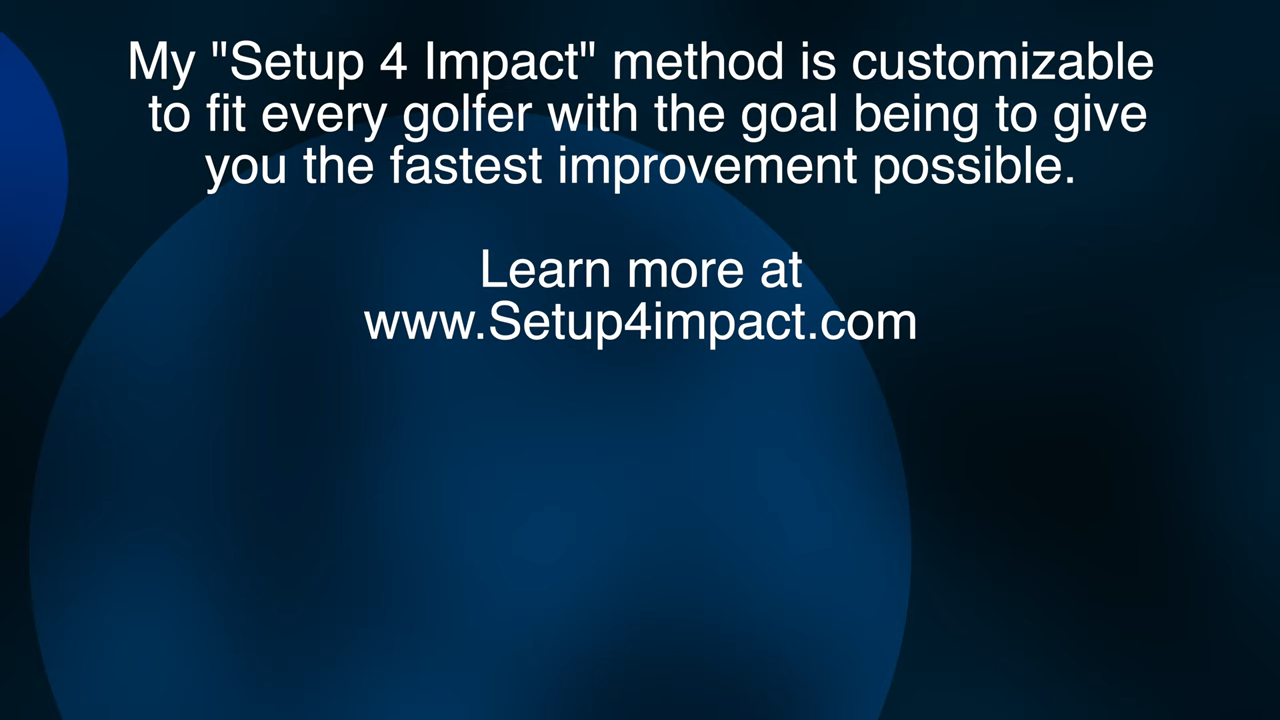 My "Setup 4 Impact" method is customizable
to fit every golfer with the goal being to give
you the fastest improvement possible.
Learn more at
www.Setup4impact.com